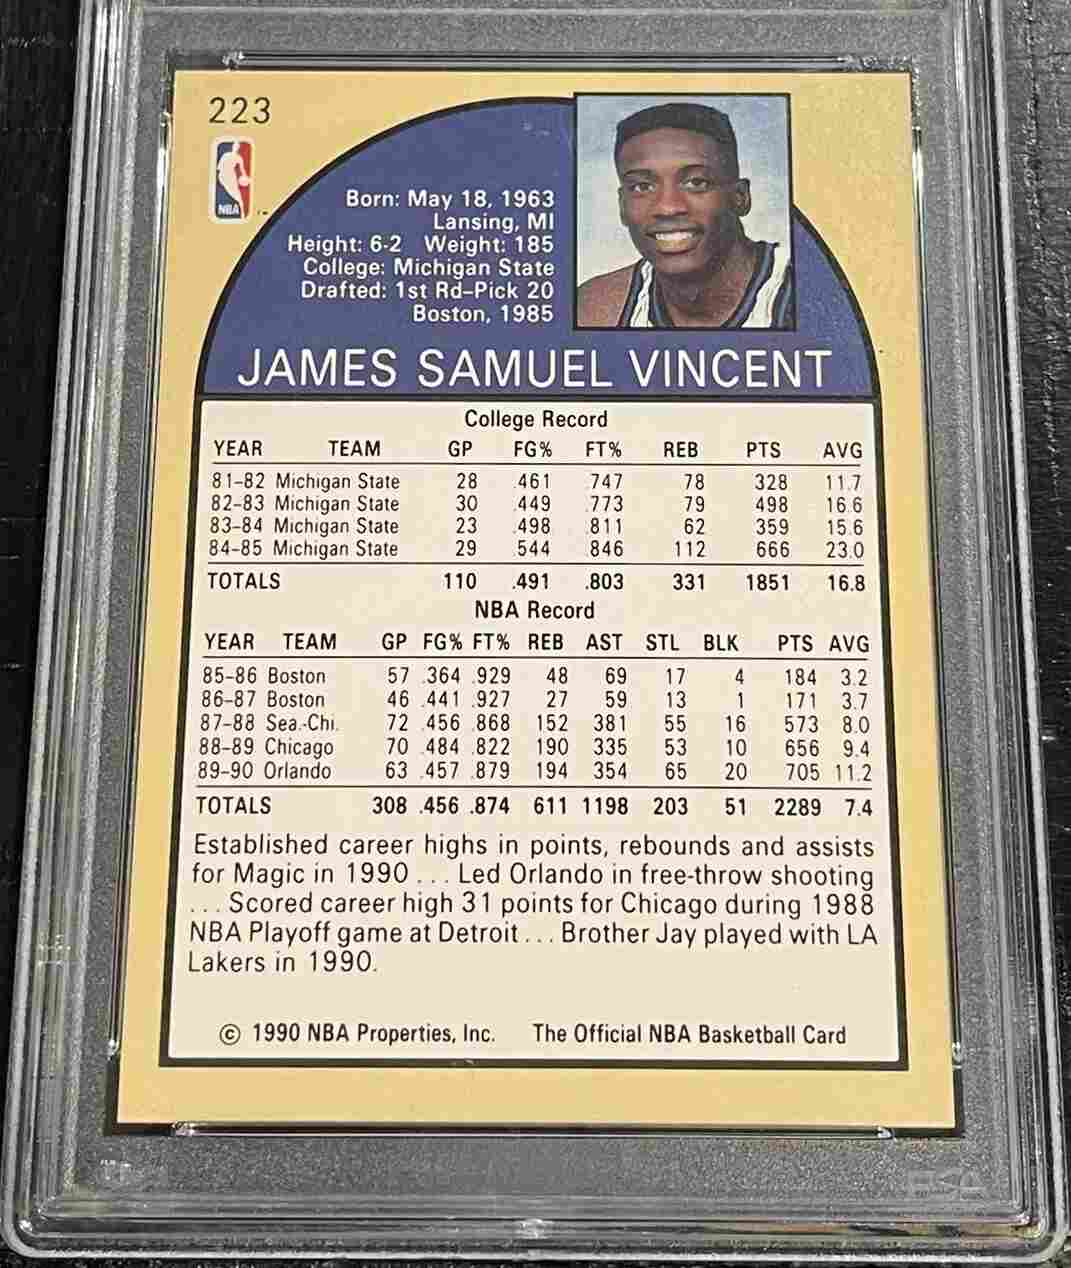 223
NBA
Born: May 18, 1963
Lansing, MI
Height: 6-2 Weight: 185
College: Michigan State
Drafted: 1st Rd–Pick 20
Boston, 1985
JAMES SAMUEL VINCENT
College Record
YEAR TEAM GP FG% FT% REB PTS AVG
81–82 Michigan State 28 .461 .747 78 328 11.7
82–83 Michigan State 30 .449 .773 79 498 16.6
83–84 Michigan State 23 .498 .811 62 359 15.6
84–85 Michigan State 29 .544 .846 112 666 23.0
TOTALS 110 .491 .803 331 1851 16.8
NBA Record
YEAR TEAM GP FG% FT% REB AST STL BLK PTS AVG
85–86 Boston 57 .364 .929 48 69 17 4 184 3.2
86–87 Boston 46 .441 .927 27 59 13 1 171 3.7
87–88 Sea.-Chi. 72 .456 .868 152 381 55 16 573 8.0
88–89 Chicago 70 .484 .822 190 335 53 10 656 9.4
89–90 Orlando 63 .457 .879 194 354 65 20 705 11.2
TOTALS 308 .456 .874 611 1198 203 51 2289 7.4
Established career highs in points, rebounds and assists
for Magic in 1990 . . . Led Orlando in free-throw shooting
. . . Scored career high 31 points for Chicago during 1988
NBA Playoff game at Detroit . . . Brother Jay played with LA
Lakers in 1990.
© 1990 NBA Properties, Inc. The Official NBA Basketball Card